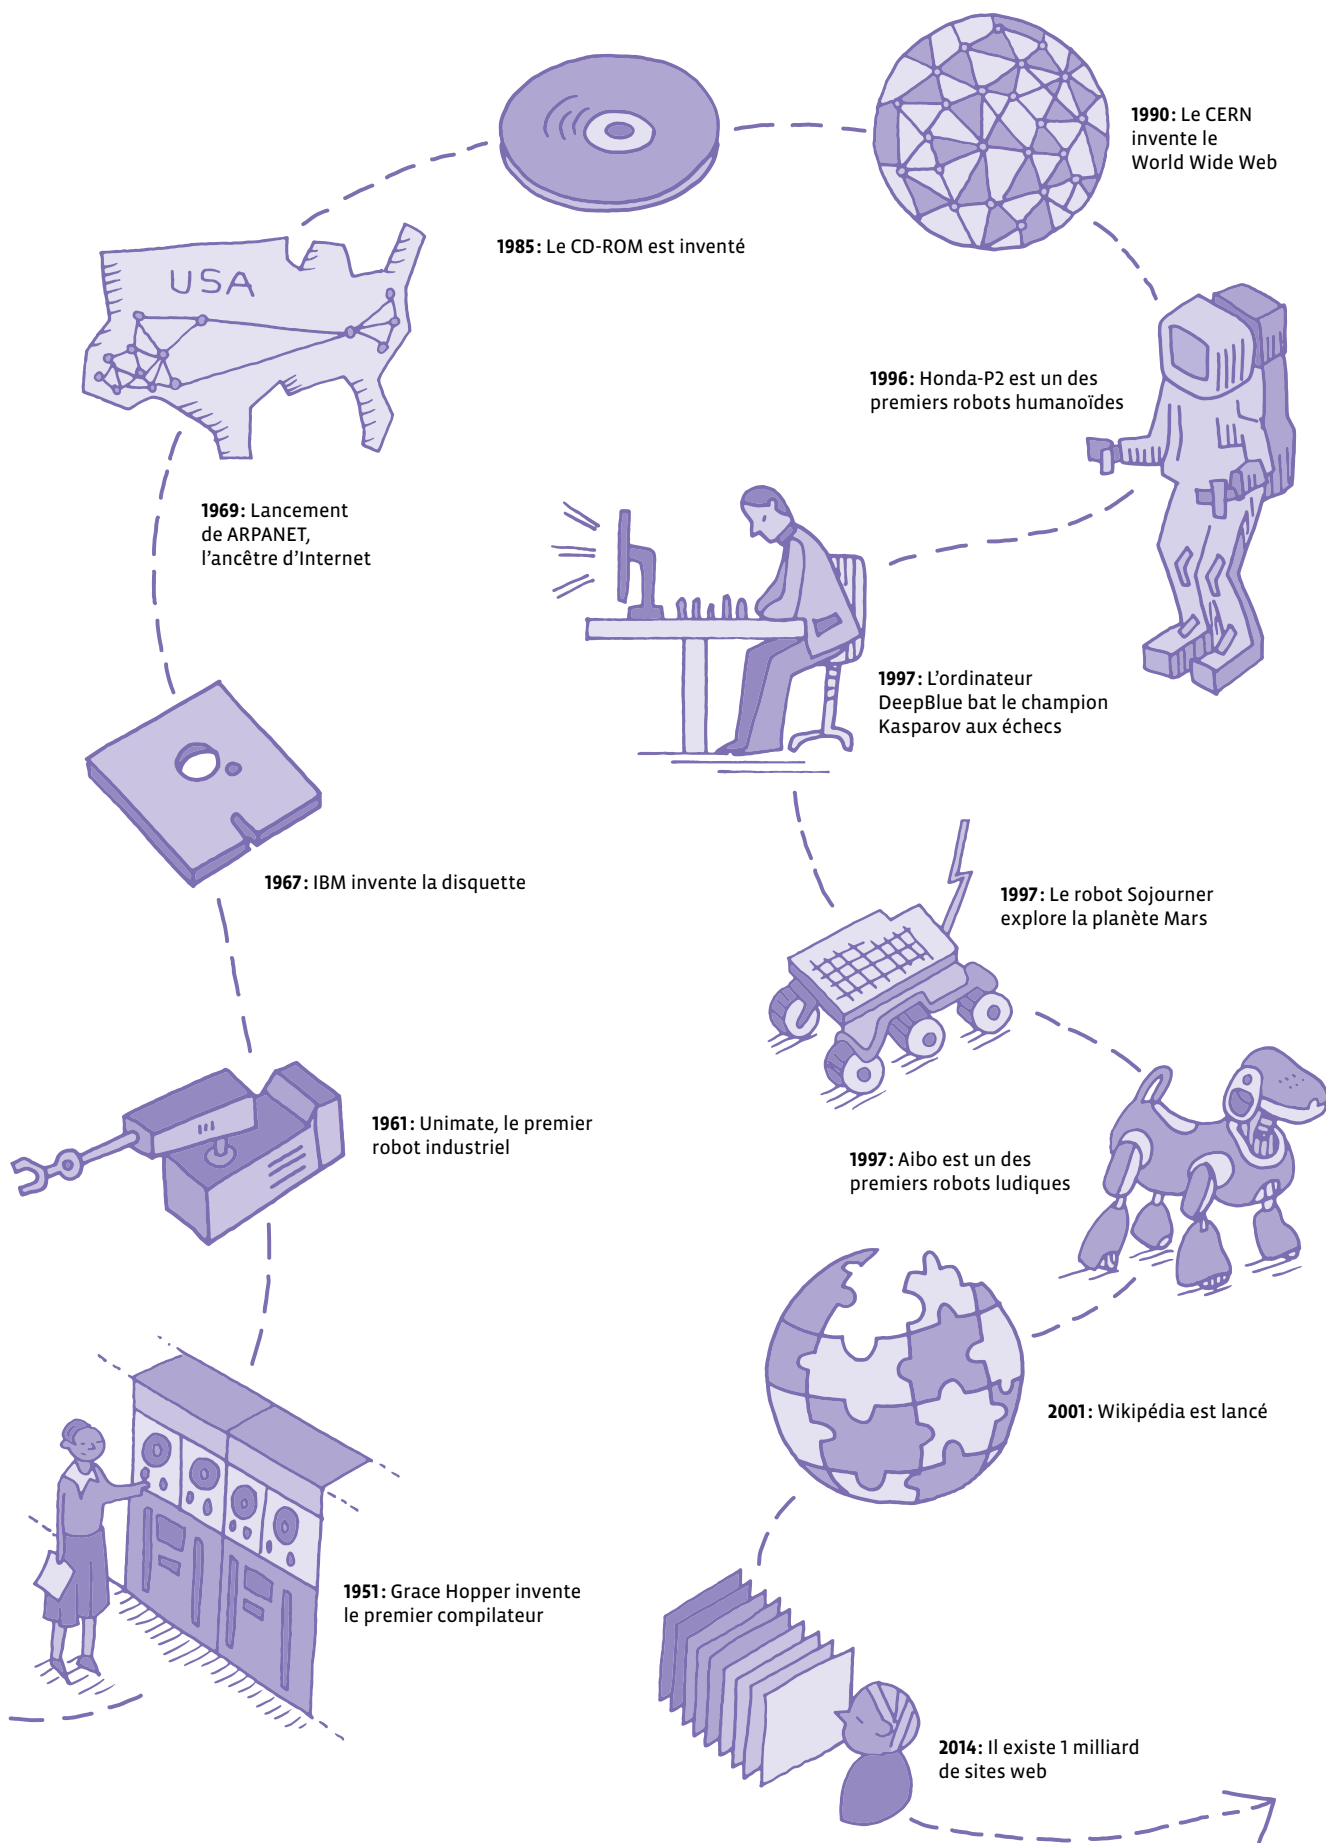 1990 : Le CERN
invente le
World Wide Web
1985 : Le CD-ROM est inventé
USA
1996 : Honda-P2 est un des
premiers robots humanoïdes
1969 : Lancement
de ARPANET,
l’ancêtre d’Internet
1997 : L’ordinateur
DeepBlue bat le champion
Kasparov aux échecs
1967 : IBM invente la disquette
1997 : Le robot Sojourner
explore la planète Mars
1961 : Unimate, le premier
robot industriel
1997 : Aibo est un des
premiers robots ludiques
2001 : Wikipédia est lancé
1951 : Grace Hopper invente
le premier compilateur
2014 : Il existe 1 milliard
de sites web